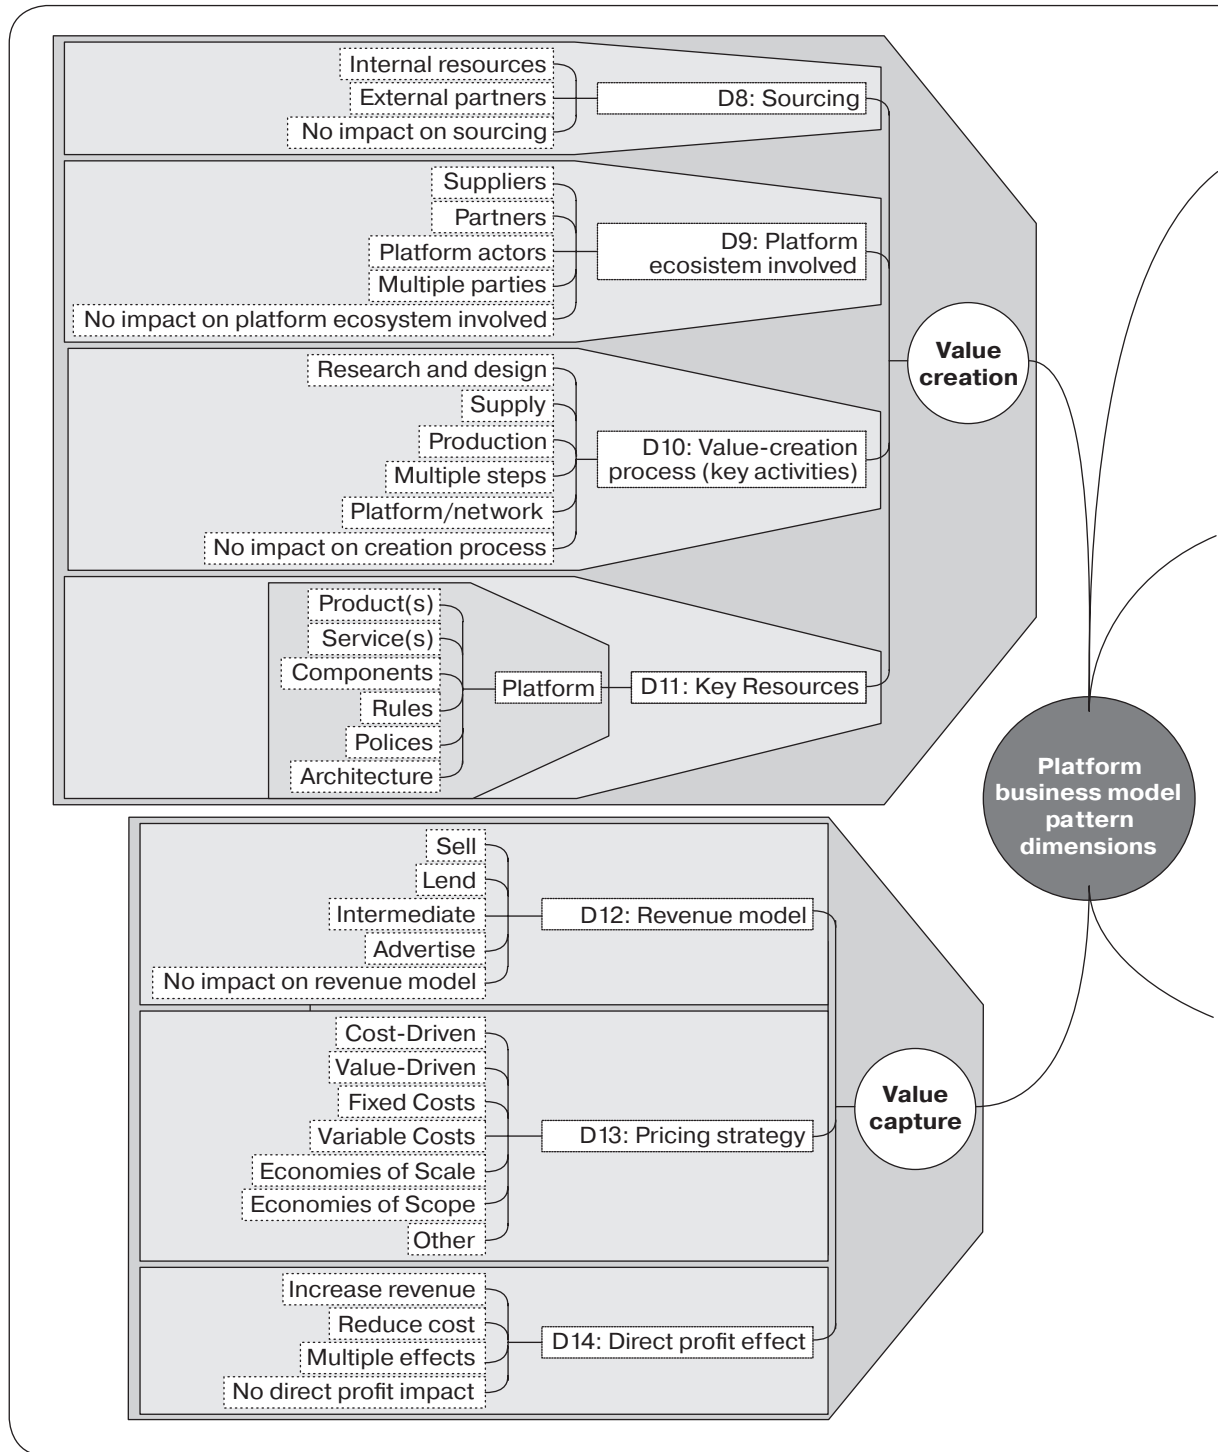 Internal resources
External partners
No impact on sourcing
D8: Sourcing
Suppliers
Partners
Platform actors
Multiple parties
No impact on platform ecosystem involved
D9: Platform
ecosistem involved
Research and design
Supply
Production
Multiple steps
Platform/network
No impact on creation process
D10: Value-creation
process (key activities)
Product(s)
Service(s)
Components
Rules
Polices
Architecture
Platform
D11: Key Resources
Value
creation
Platform
business model
pattern
dimensions
Sell
Lend
Intermediate
Advertise
No impact on revenue model
D12: Revenue model
Cost-Driven
Value-Driven
Fixed Costs
Variable Costs
Economies of Scale
Economies of Scope
Other
D13: Pricing strategy
Increase revenue
Reduce cost
Multiple effects
No direct profit impact
D14: Direct profit effect
Value
capture